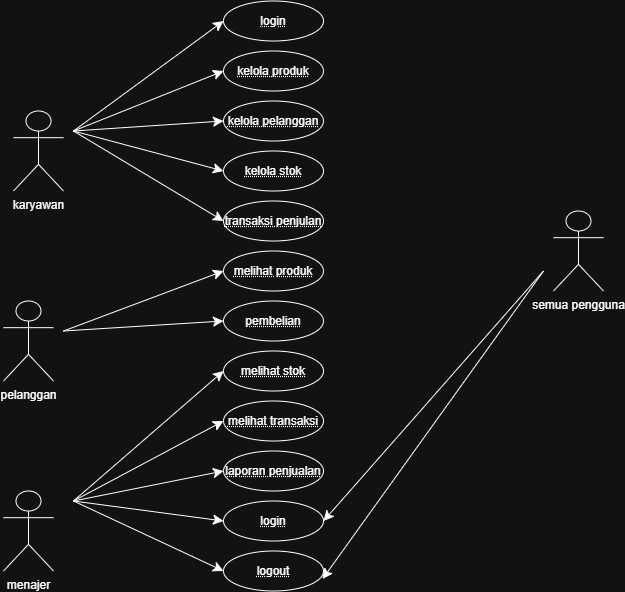 login
kelola produk
kelola pelanggan
karyawan
kelola stok
transaksi penjulan
melihat produk
semua pengguna
pembelian
pelanggan
melihat stok
melihat transaksi
laporan penjualan
login
logout
menajer